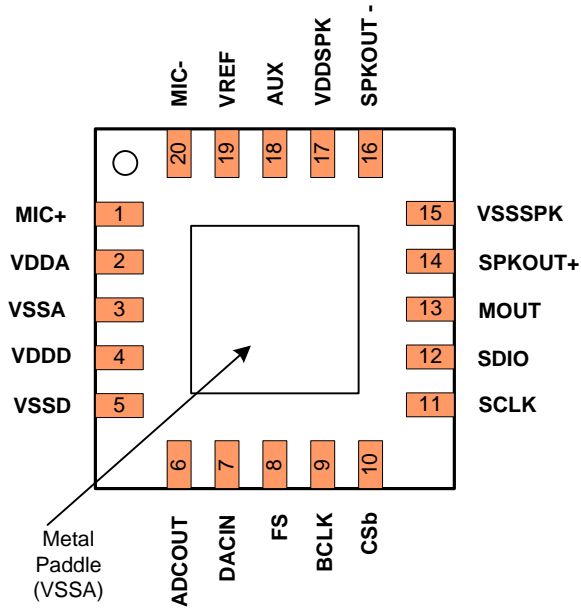 MIC-
VREF
AUX
VDDSPK
SPKOUT -
20
19
18
17
16
MIC+
1
15
VSSSPK
VDDA
2
14
SPKOUT+
VSSA
3
13
MOUT
VDDD
4
12
SDIO
VSSD
5
11
SCLK
6
7
8
9
10
ADCOUT
DACIN
FS
BCLK
CSb
Metal
Paddle
(VSSA)